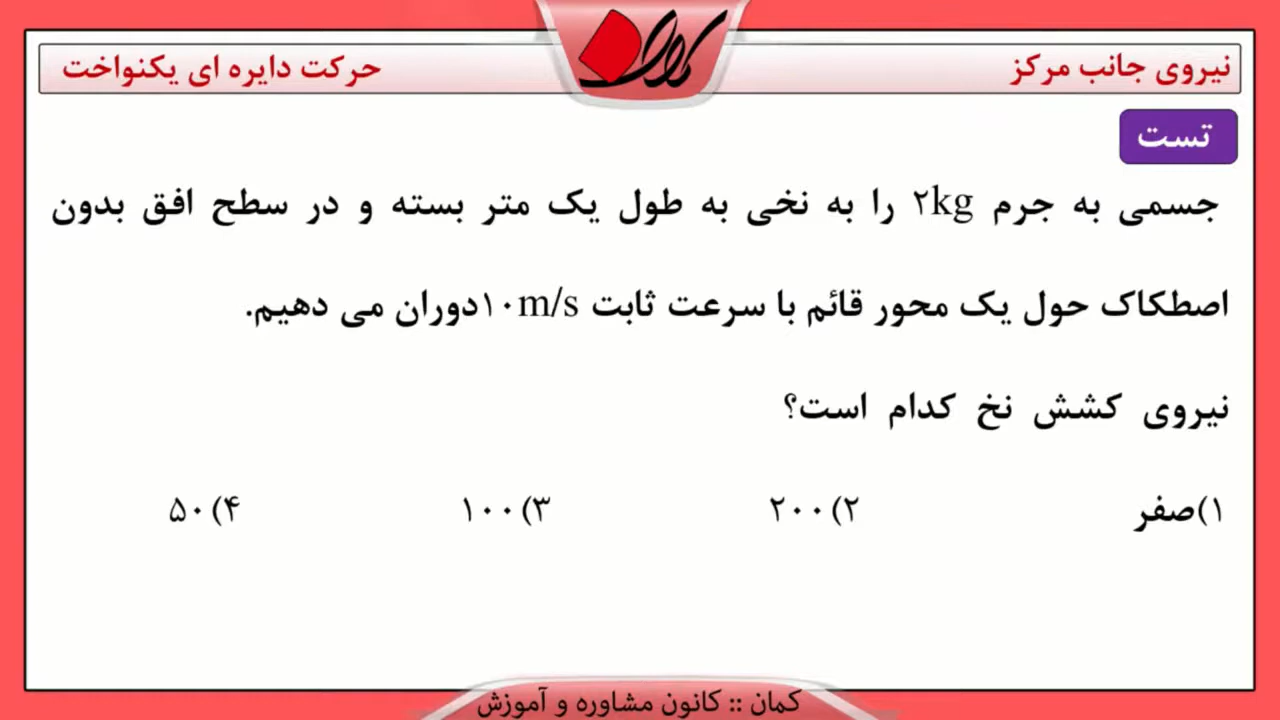 نیروی جانب مرکز
کمان
حرکت دایره ای یکنواخت
تست
جسمی به جرم ۲kg را به نخی به طول یک متر بسته و در سطح افق بدون
اصطکاک حول یک محور قائم با سرعت ثابت ۱۰m/s دوران می دهیم.
نیروی کشش نخ کدام است؟
۱)صفر ۲)۲۰۰ ۳)۱۰۰ ۴)۵۰
کمان :: کانون مشاوره و آموزش